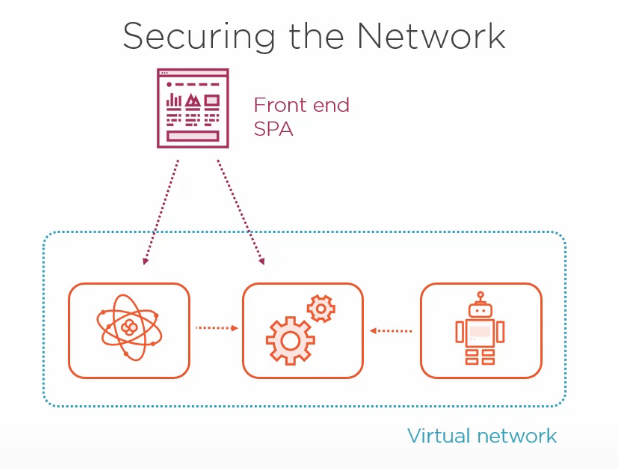 Securing the Network
Front end
SPA
Virtual network